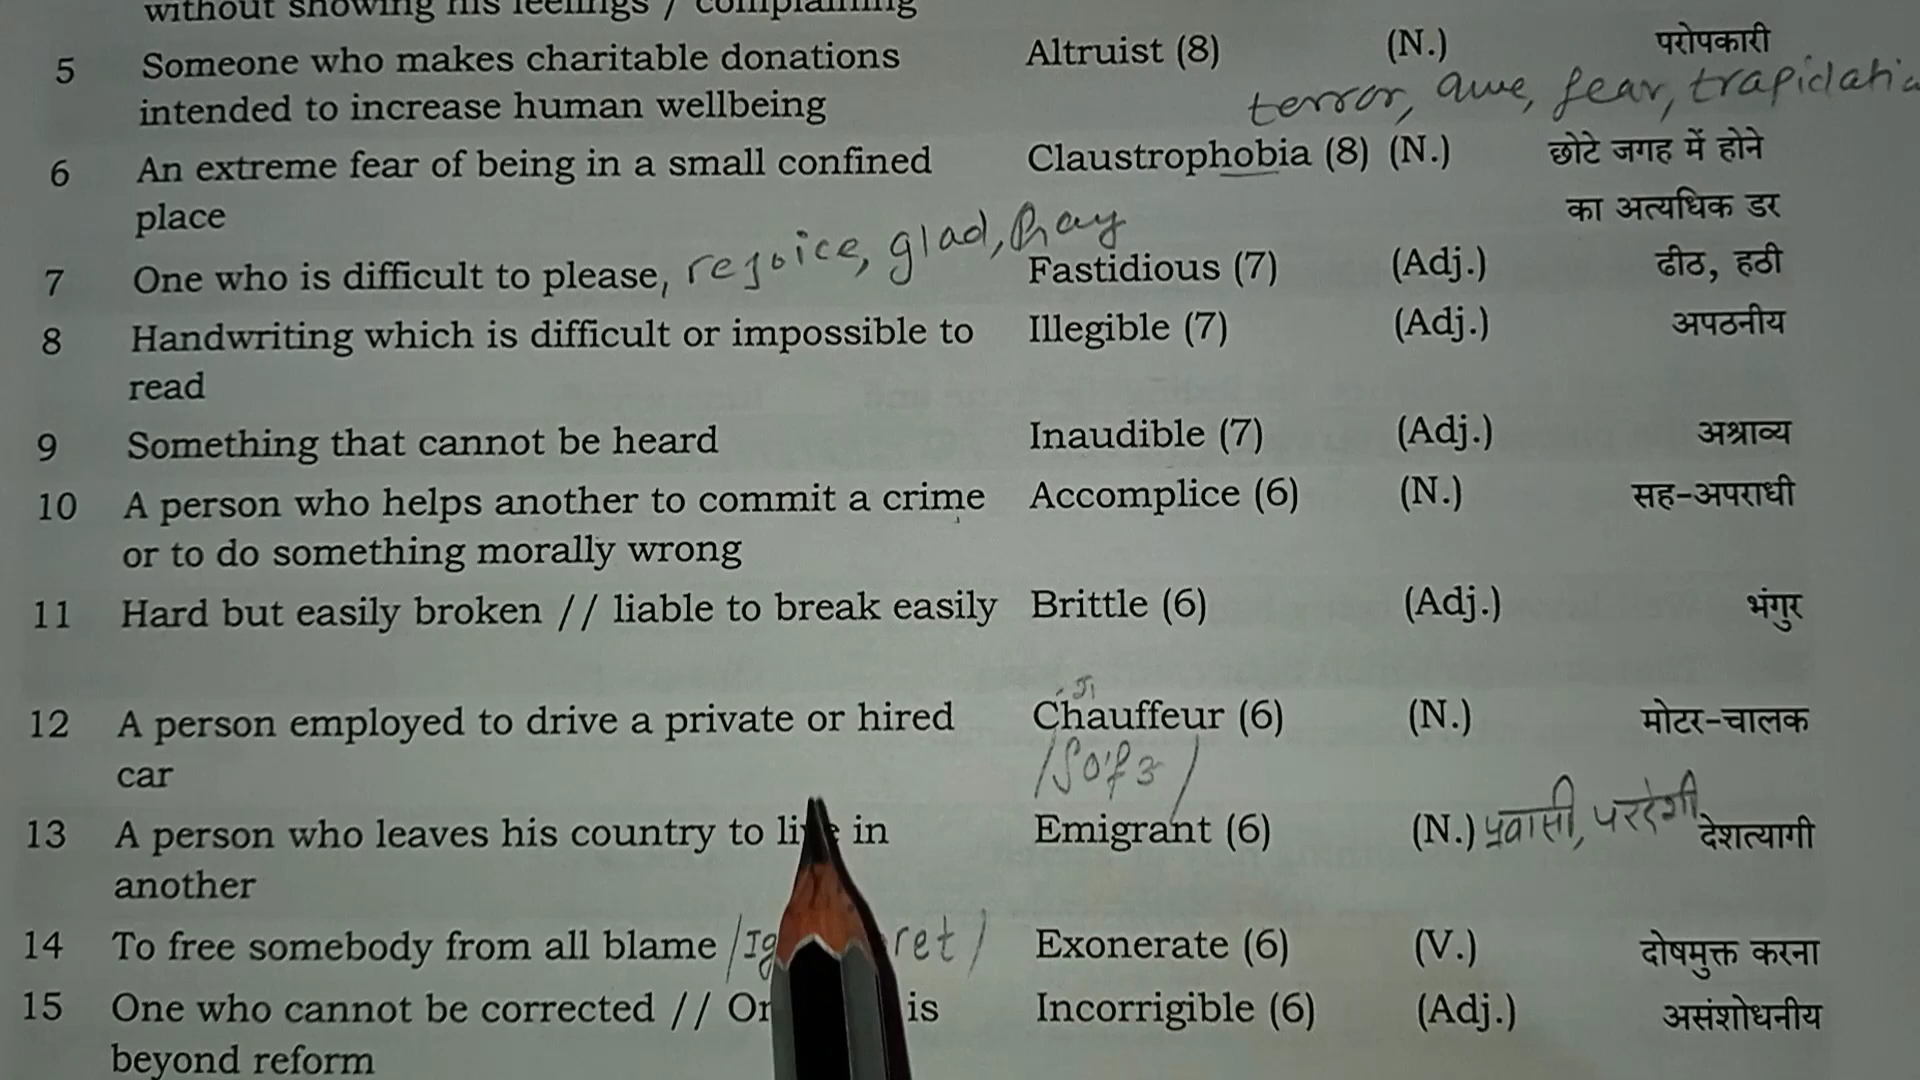 without showing his feelings / complaining
5 Someone who makes charitable donations Altruist (8) (N.) परोपकारी
intended to increase human wellbeing terror, awe, fear,
6 An extreme fear of being in a small confined Claustrophobia (8) (N.) छोटे जगह में होने
place का अत्यधिक डर
7 One who is difficult to please, rejoice, glad, Fastidious (7) (Adj.) ढीठ, हठी
8 Handwriting which is difficult or impossible to Illegible (7) (Adj.) अपठनीय
read
9 Something that cannot be heard Inaudible (7) (Adj.) अश्राव्य
10 A person who helps another to commit a crime Accomplice (6) (N.) सह-अपराधी
or to do something morally wrong
11 Hard but easily broken // liable to break easily Brittle (6) (Adj.) भंगुर
12 A person employed to drive a private or hired Chauffeur (6) (N.) मोटर-चालक
car
13 A person who leaves his country to live in Emigrant (6) (N.) प्रवासी, परदेशी देशत्यागी
another
14 To free somebody from all blame Exonerate (6) (V.) दोषमुक्त करना
15 One who cannot be corrected // is Incorrigible (6) (Adj.) असंशोधनीय
beyond reform